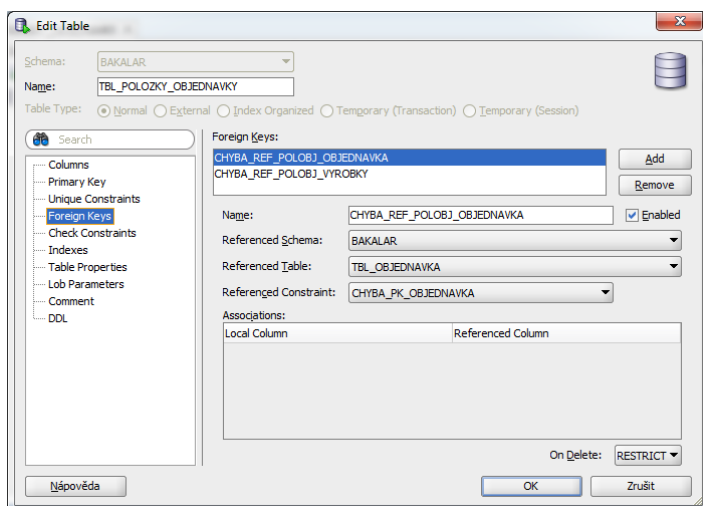 Edit Table
Schema: BAKALAR
Name: TBL_POLOZKY_OBJEDNAVKY
Table Type: Normal External Index Organized Temporary (Transaction) Temporary (Session)
Search
Columns
Primary Key
Unique Constraints
Foreign Keys
Check Constraints
Indexes
Table Properties
Lob Parameters
Comment
DDL
Foreign Keys:
CHYBA_REF_POLOBJ_OBJEDNAVKA
CHYBA_REF_POLOBJ_VYROBKY
Add
Remove
Name: CHYBA_REF_POLOBJ_OBJEDNAVKA Enabled
Referenced Schema: BAKALAR
Referenced Table: TBL_OBJEDNAVKA
Referenced Constraint: CHYBA_PK_OBJEDNAVKA
Associations:
Local Column Referenced Column
On Delete: RESTRICT
Nápověda OK Zrušit